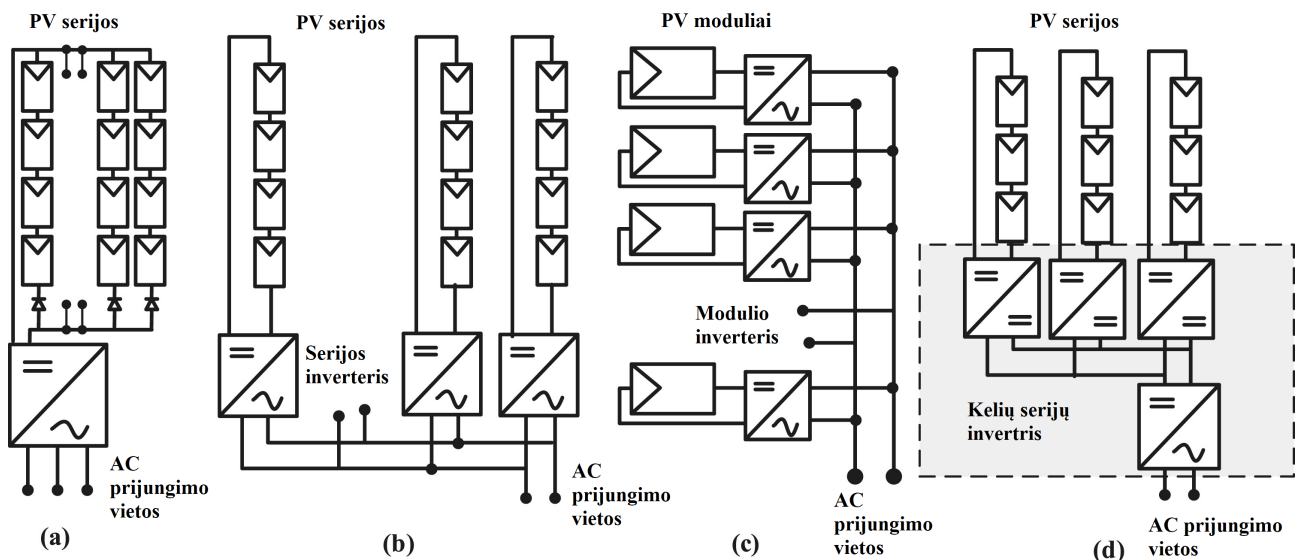 PV serijos
AC
prijungimo
vietos
(a)
PV serijos
Serijos
inverteris
AC
prijungimo
vietos
(b)
PV moduliai
Modulio
inverteris
AC
prijungimo
vietos
(c)
PV serijos
Kelių serijų
invertris
AC prijungimo
vietos
(d)